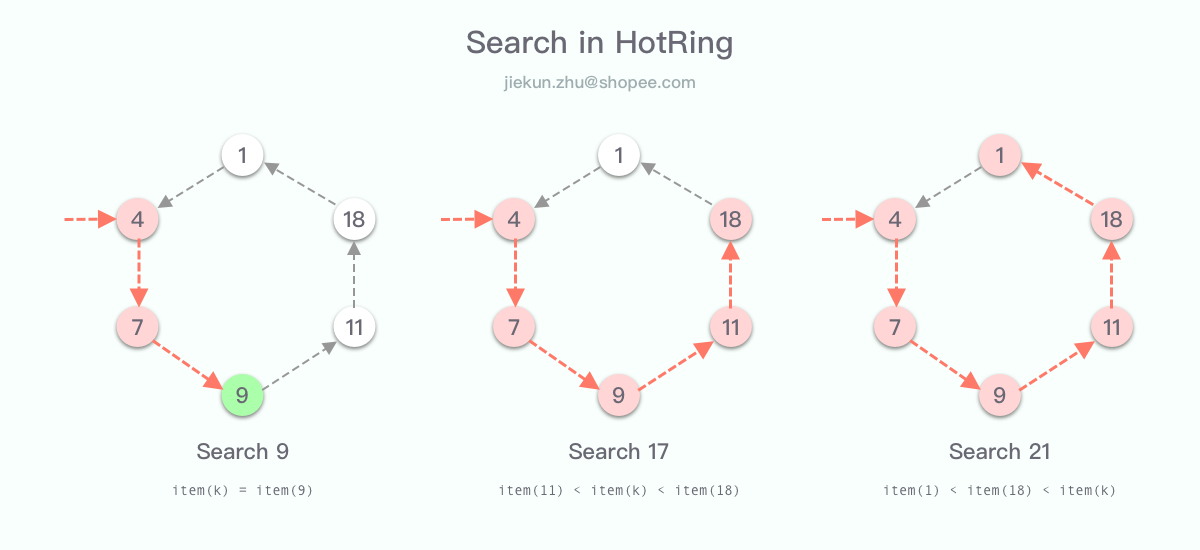 Search in HotRing
jiekun.zhu@shopee.com
1
4
18
7
11
9
Search 9
item(k) = item(9)
1
4
18
7
11
9
Search 17
item(11) < item(k) < item(18)
1
4
18
7
11
9
Search 21
item(1) < item(18) < item(k)